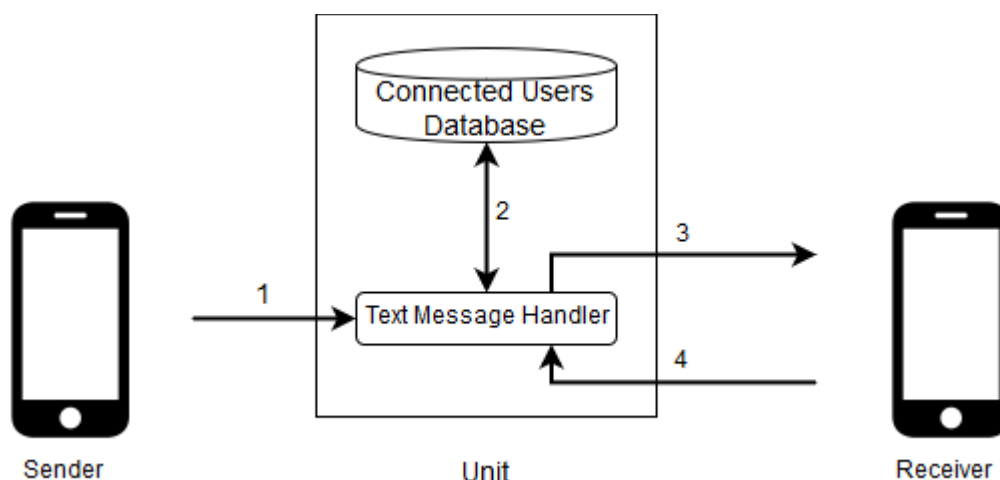 Connected Users
Database
2
3
1
Text Message Handler
4
Sender
Unit
Receiver